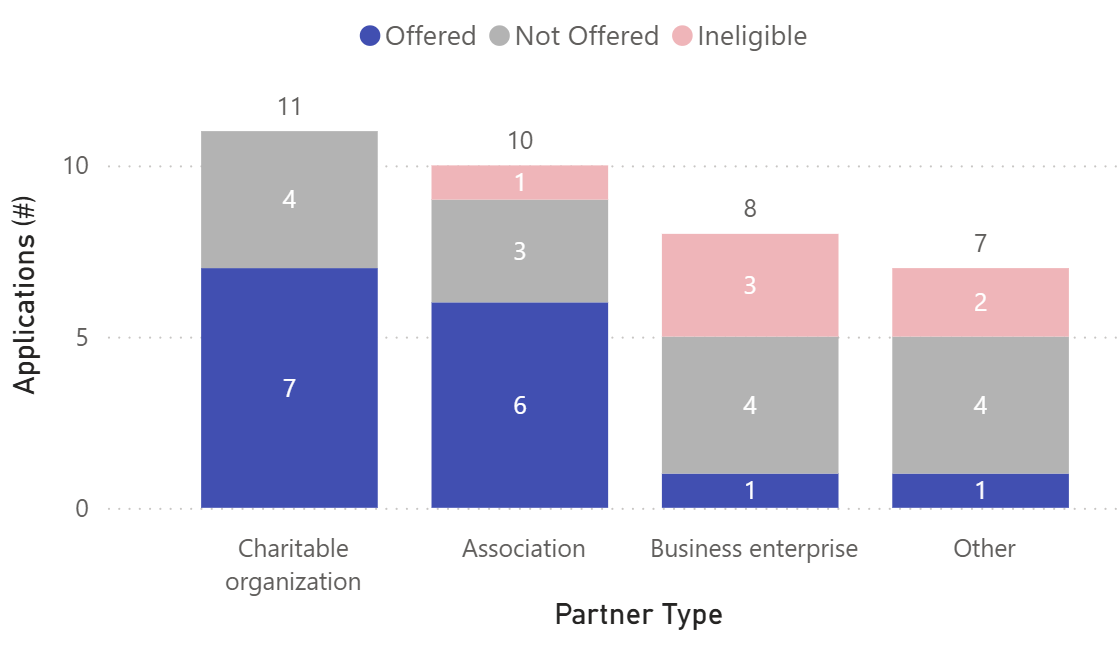 Offered Not Offered Ineligible
11
10
8
7
10
5
0
Applications (#)
4
7
1
3
6
3
4
1
2
4
1
Charitable
organization
Association
Business enterprise
Other
Partner Type